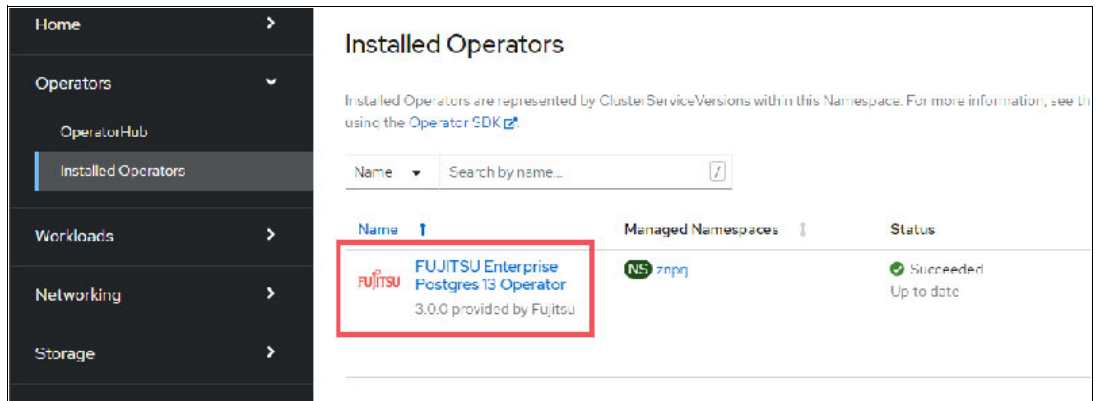 Home
Operators
OperatorHub
Installed Operators
Workloads
Networking
Storage
Installed Operators
Installed Operators are represented by ClusterServiceVersions within this Namespace. For more information, see th
using the Operator SDK
Name Search by name... /
Name Managed Namespaces Status
FUJITSU
FUJITSU Enterprise
Postgres 13 Operator
3.0.0 provided by Fujitsu
NS znpg
Succeeded
Up to date